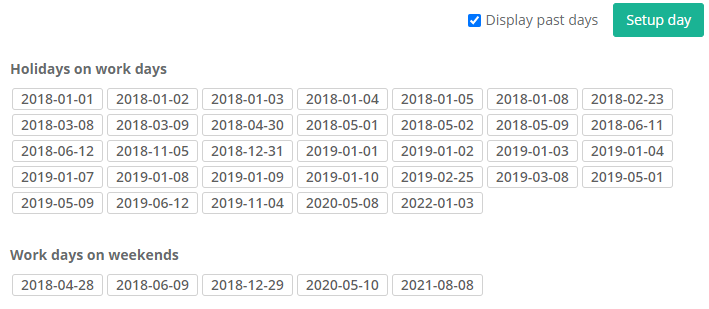 Display past days Setup day
Holidays on work days
2018-01-01 2018-01-02 2018-01-03 2018-01-04 2018-01-05 2018-01-08 2018-02-23
2018-03-08 2018-03-09 2018-04-30 2018-05-01 2018-05-02 2018-05-09 2018-06-11
2018-06-12 2018-11-05 2018-12-31 2019-01-01 2019-01-02 2019-01-03 2019-01-04
2019-01-07 2019-01-08 2019-01-09 2019-01-10 2019-02-25 2019-03-08 2019-05-01
2019-05-09 2019-06-12 2019-11-04 2020-05-08 2022-01-03
Work days on weekends
2018-04-28 2018-06-09 2018-12-29 2020-05-10 2021-08-08